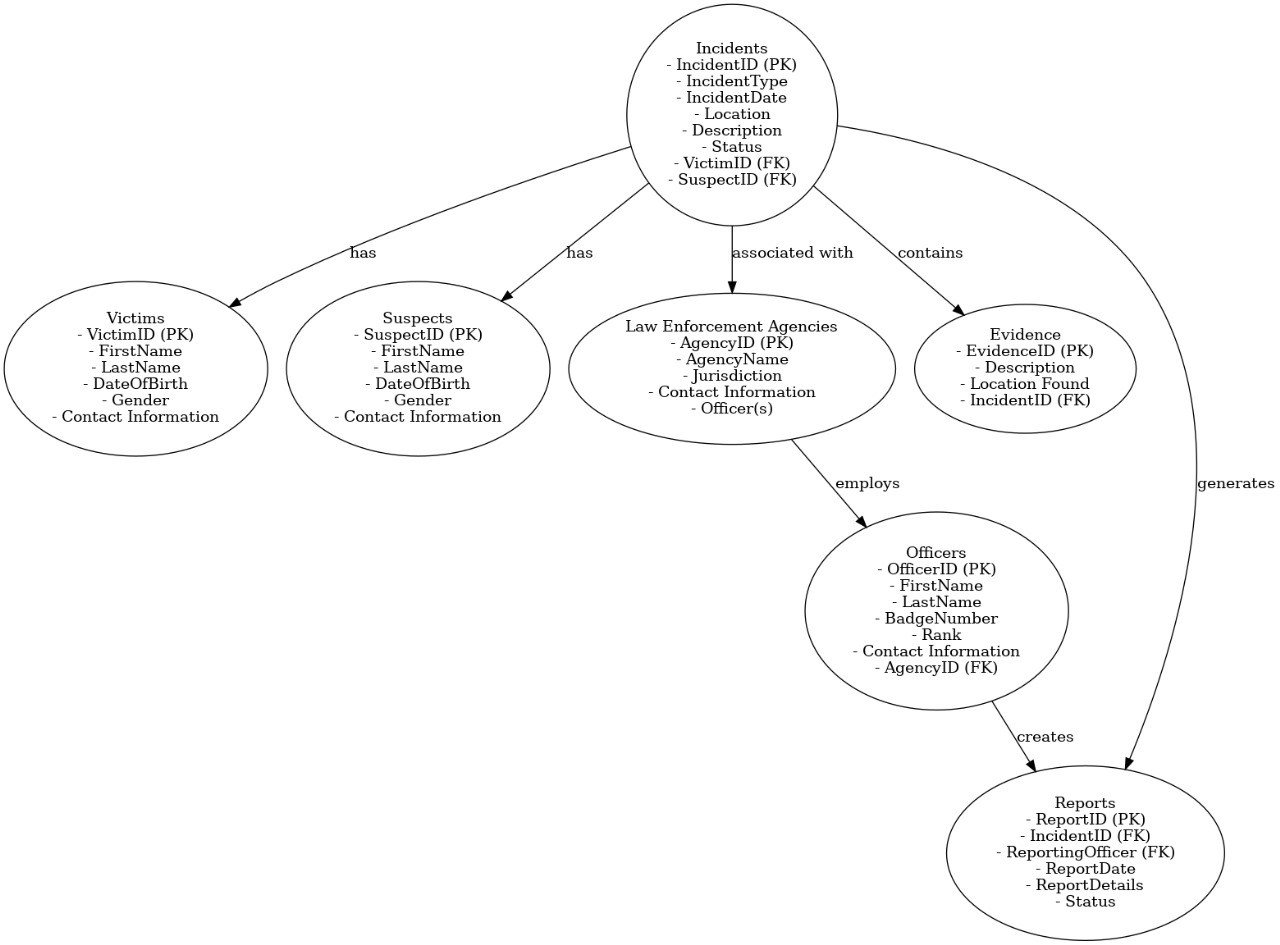 Incidents
- IncidentID (PK)
- IncidentType
- IncidentDate
- Location
- Description
- Status
- VictimID (FK)
- SuspectID (FK)
has
has
associated with
contains
Victims
- VictimID (PK)
- FirstName
- LastName
- DateOfBirth
- Gender
- Contact Information
Suspects
- SuspectID (PK)
- FirstName
- LastName
- DateOfBirth
- Gender
- Contact Information
Law Enforcement Agencies
- AgencyID (PK)
- AgencyName
- Jurisdiction
- Contact Information
- Officer(s)
Evidence
- EvidenceID (PK)
- Description
- Location Found
- IncidentID (FK)
employs
generates
Officers
- OfficerID (PK)
- FirstName
- LastName
- BadgeNumber
- Rank
- Contact Information
- AgencyID (FK)
creates
Reports
- ReportID (PK)
- IncidentID (FK)
- ReportingOfficer (FK)
- ReportDate
- ReportDetails
- Status